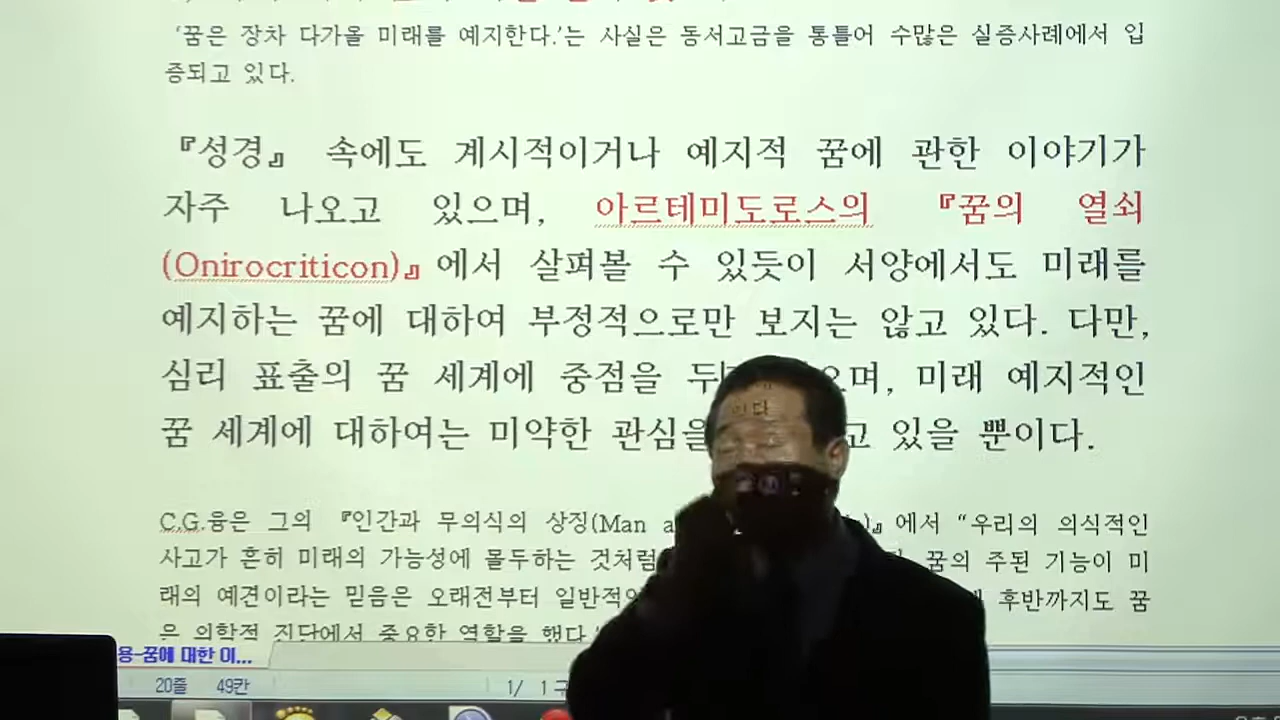 '꿈은 장차 다가올 미래를 예지한다.'는 사실은 동서고금을 통틀어 수많은 실증사례에서 입
증되고 있다.
『성경』 속에도 계시적이거나 예지적 꿈에 관한 이야기가
자주 나오고 있으며, 아르테미도로스의 『꿈의 열쇠
(Onirocriticon)』에서 살펴볼 수 있듯이 서양에서도 미래를
예지하는 꿈에 대하여 부정적으로만 보지는 않고 있다. 다만,
심리 표출의 꿈 세계에 중점을 미래 예지적인
꿈 세계에 대하여는 미약한 관심을 있을 뿐이다.
C.G.융은 그의 『인간과 무의식의 상징(Man 에서 "우리의 의식적인
사고가 흔히 미래의 가능성에 몰두하는 것처럼 꿈의 주된 기능이 미
래의 예견이라는 믿음은 오래전부터 후반까지도 꿈
은 의학적 진단에서 중요한 역할을 했다
용-꿈에 대한 이...
20줄 49칸 1/ 1 구